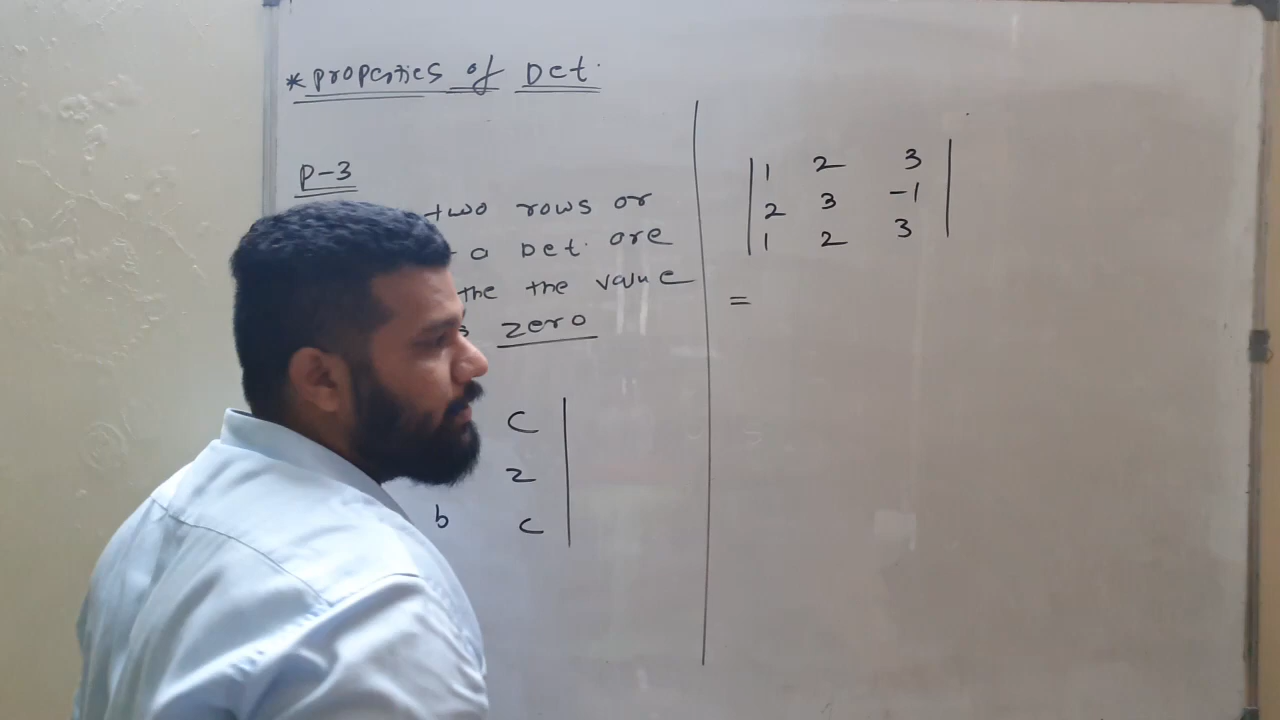 * Properties of Det.
P-3
two rows or
a Det. are
the the value
zero
C
z
b C
1 2 3
2 3 -1
1 2 3
=